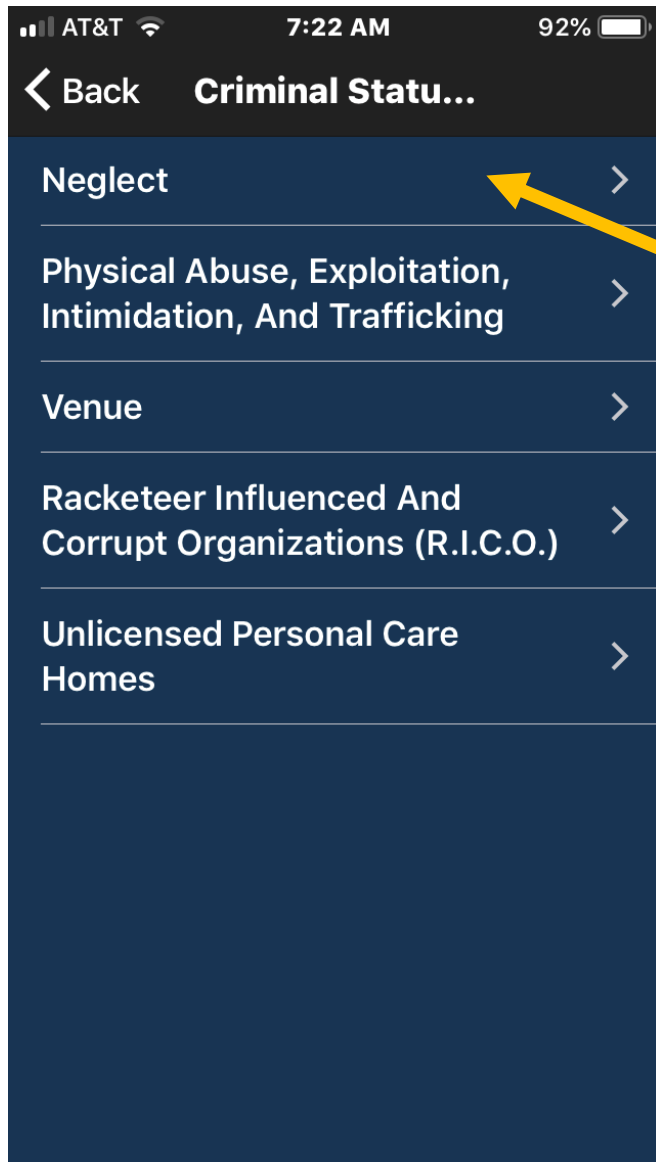 AT&T 7:22 AM 92%
Back Criminal Statu...
Neglect
Physical Abuse, Exploitation,
Intimidation, And Trafficking
Venue
Racketeer Influenced And
Corrupt Organizations (R.I.C.O.)
Unlicensed Personal Care
Homes